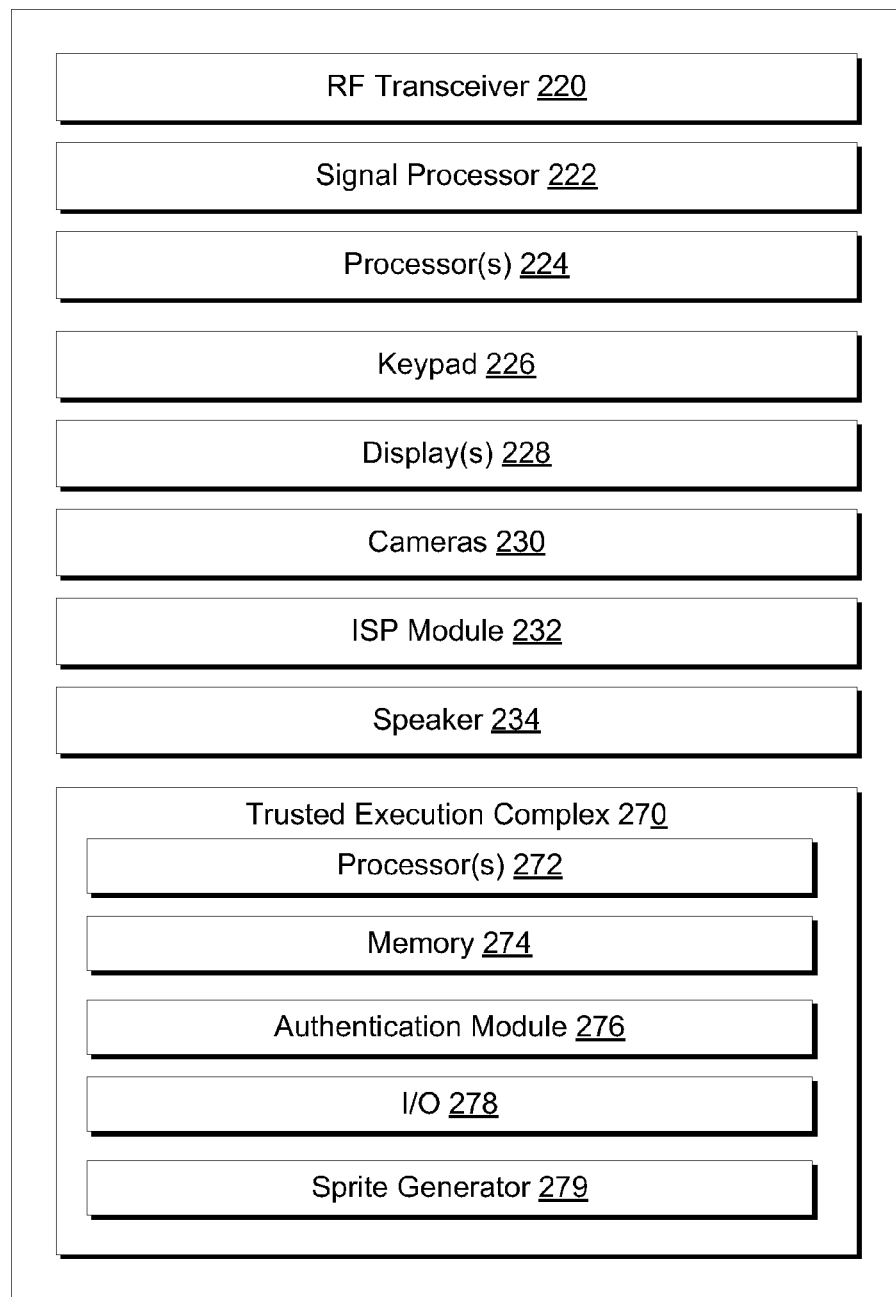 RF Transceiver 220
Signal Processor 222
Processor(s) 224
Keypad 226
Display(s) 228
Cameras 230
ISP Module 232
Speaker 234
Trusted Execution Complex 270
Processor(s) 272
Memory 274
Authentication Module 276
I/O 278
Sprite Generator 279